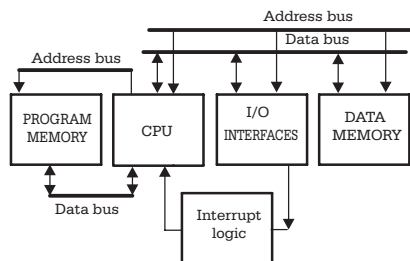 Address bus
Data bus
Address bus
PROGRAM
MEMORY
CPU
I/O
INTERFACES
DATA
MEMORY
Data bus
Interrupt
logic